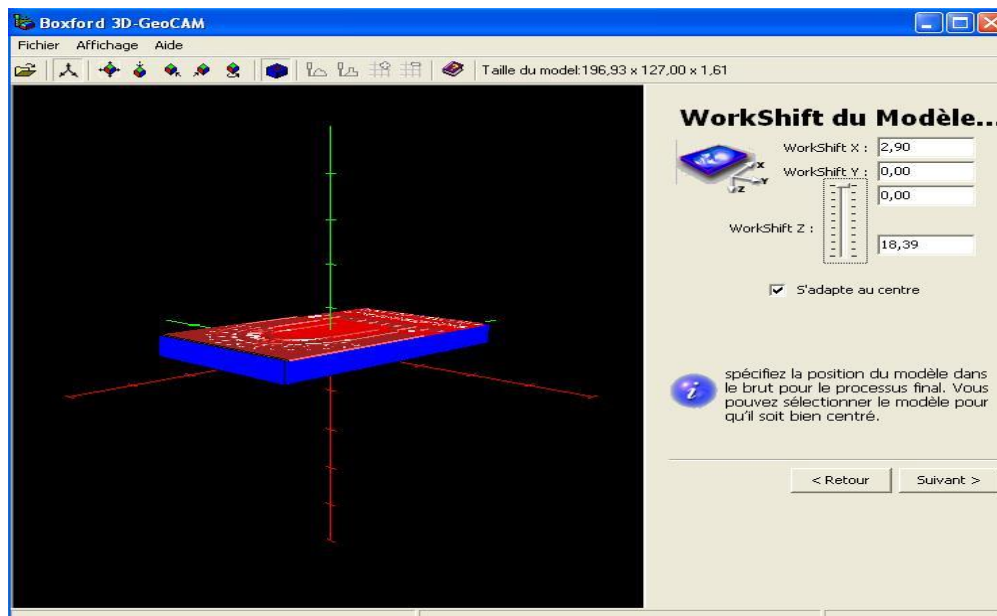 Boxford 3D-GeoCAM
Fichier Affichage Aide
Taille du model:196,93 x 127,00 x 1,61
WorkShift du Modèle...
WorkShift X : 2,90
WorkShift Y : 0,00
0,00
WorkShift Z :
18,39
S'adapte au centre
X
Y
Z
spécifiez la position du modèle dans
le brut pour le processus final. Vous
pouvez sélectionner le modèle pour
qu'il soit bien centré.
< Retour Suivant >